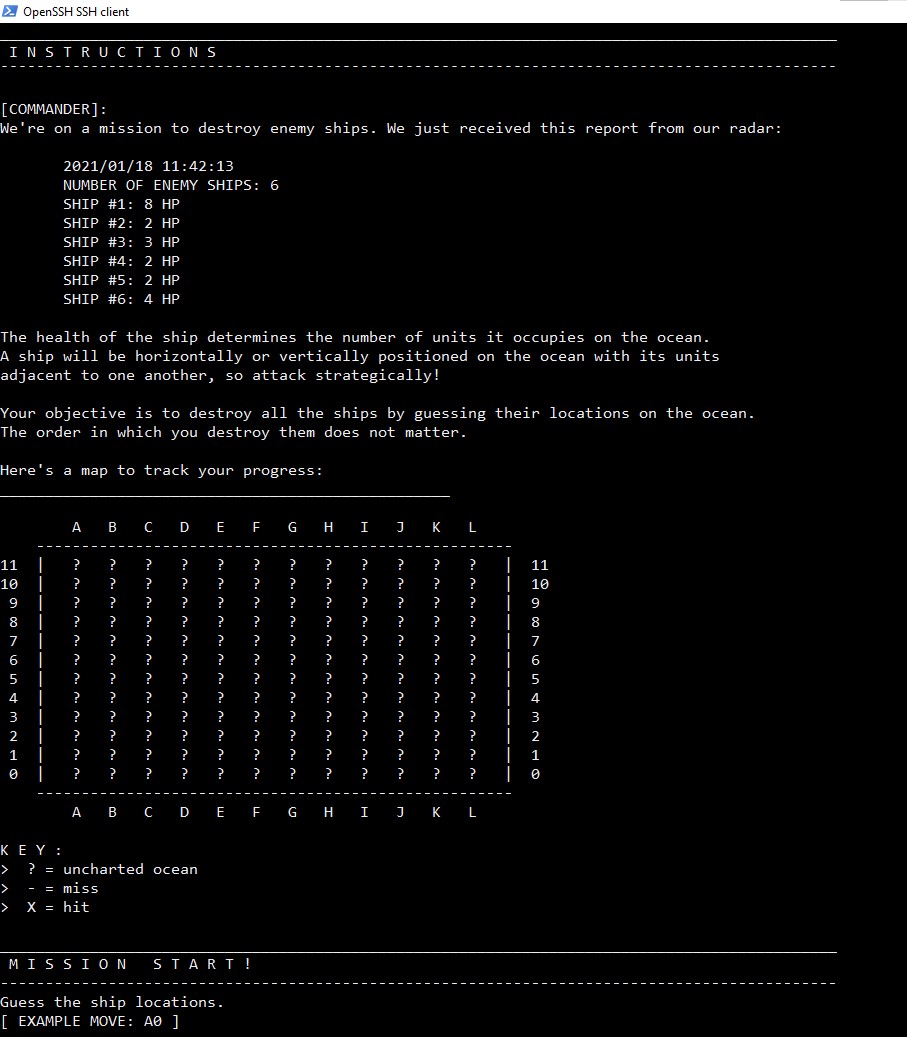 OpenSSH SSH client
I N S T R U C T I O N S
[COMMANDER]:
We're on a mission to destroy enemy ships. We just received this report from our radar:
2021/01/18 11:42:13
NUMBER OF ENEMY SHIPS: 6
SHIP #1: 8 HP
SHIP #2: 2 HP
SHIP #3: 3 HP
SHIP #4: 2 HP
SHIP #5: 2 HP
SHIP #6: 4 HP
The health of the ship determines the number of units it occupies on the ocean.
A ship will be horizontally or vertically positioned on the ocean with its units
adjacent to one another, so attack strategically!
Your objective is to destroy all the ships by guessing their locations on the ocean.
The order in which you destroy them does not matter.
Here's a map to track your progress:
A B C D E F G H I J K L
11 | ? ? ? ? ? ? ? ? ? ? ? ? | 11
10 | ? ? ? ? ? ? ? ? ? ? ? ? | 10
9 | ? ? ? ? ? ? ? ? ? ? ? ? | 9
8 | ? ? ? ? ? ? ? ? ? ? ? ? | 8
7 | ? ? ? ? ? ? ? ? ? ? ? ? | 7
6 | ? ? ? ? ? ? ? ? ? ? ? ? | 6
5 | ? ? ? ? ? ? ? ? ? ? ? ? | 5
4 | ? ? ? ? ? ? ? ? ? ? ? ? | 4
3 | ? ? ? ? ? ? ? ? ? ? ? ? | 3
2 | ? ? ? ? ? ? ? ? ? ? ? ? | 2
1 | ? ? ? ? ? ? ? ? ? ? ? ? | 1
0 | ? ? ? ? ? ? ? ? ? ? ? ? | 0
A B C D E F G H I J K L
K E Y :
> ? = uncharted ocean
> - = miss
> X = hit
M I S S I O N   S T A R T !
Guess the ship locations.
[ EXAMPLE MOVE: A0 ]